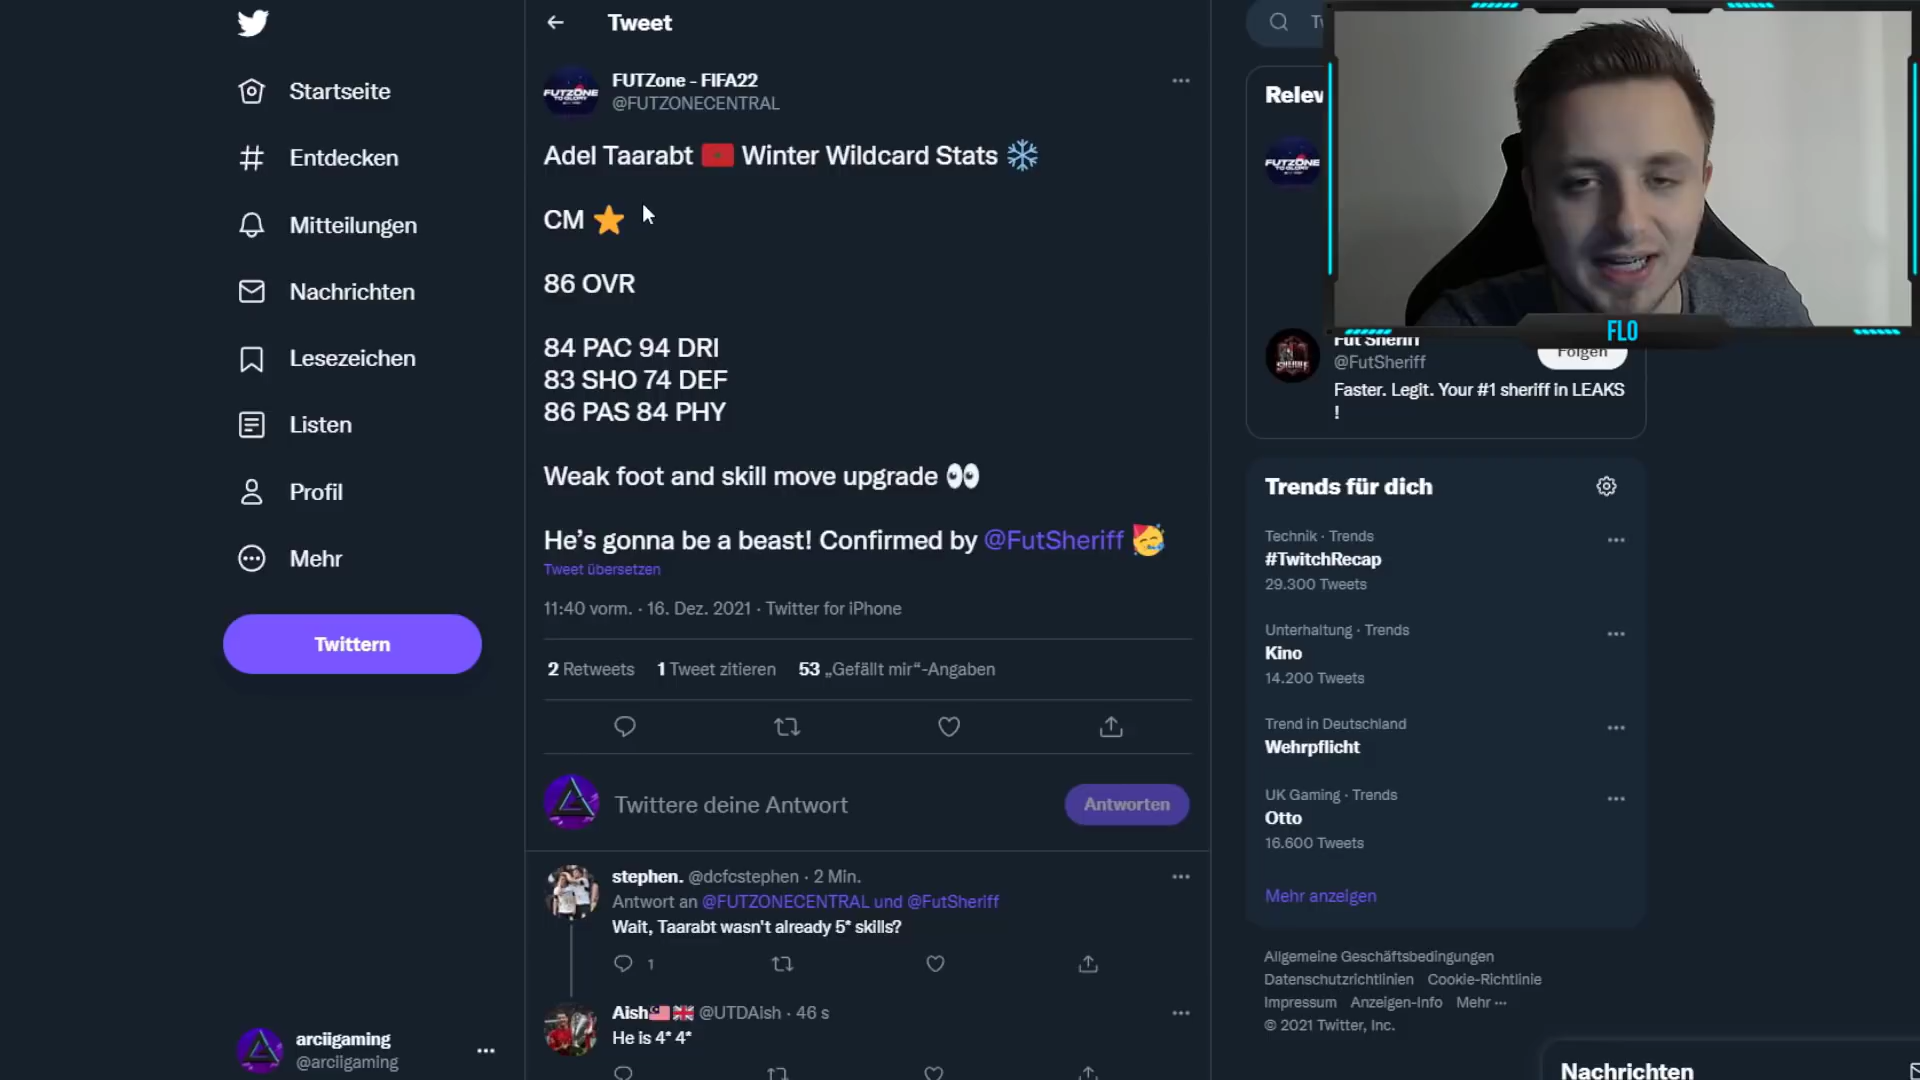 Startseite
Entdecken
Mitteilungen
Nachrichten
Lesezeichen
Listen
Profil
Mehr
Twittern
arciigaming
@arciigaming
Tweet
FUTZONE
FUTZone - FIFA22
@FUTZONECENTRAL
Adel Taarabt 🇲🇦 Winter Wildcard Stats ❄️
CM ⭐
86 OVR
84 PAC 94 DRI
83 SHO 74 DEF
86 PAS 84 PHY
Weak foot and skill move upgrade 👀
He’s gonna be a beast! Confirmed by @FutSheriff 🥳
Tweet übersetzen
11:40 vorm. · 16. Dez. 2021 · Twitter for iPhone
2 Retweets 1 Tweet zitieren 53 „Gefällt mir“-Angaben
Twittere deine Antwort
Antworten
stephen. @dcfcstephen · 2 Min.
Antwort an @FUTZONECENTRAL und @FutSheriff
Wait, Taarabt wasn't already 5* skills?
1
Aish🇲🇾🇬🇧 @UTDAish · 46 s
He is 4* 4*
Relev
FUTZONE
FLO
Fut Sheriff
@FutSheriff
Folgen
Faster. Legit. Your #1 sheriff in LEAKS
!
Trends für dich
Technik · Trends
#TwitchRecap
29.300 Tweets
Unterhaltung · Trends
Kino
14.200 Tweets
Trend in Deutschland
Wehrpflicht
UK Gaming · Trends
Otto
16.600 Tweets
Mehr anzeigen
Allgemeine Geschäftsbedingungen
Datenschutzrichtlinien Cookie-Richtlinie
Impressum Anzeigen-Info Mehr ···
© 2021 Twitter, Inc.
Nachrichten